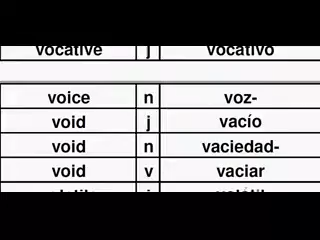 vocative j vocativo
voice n voz-
void j vacío
void n vaciedad-
void v vaciar